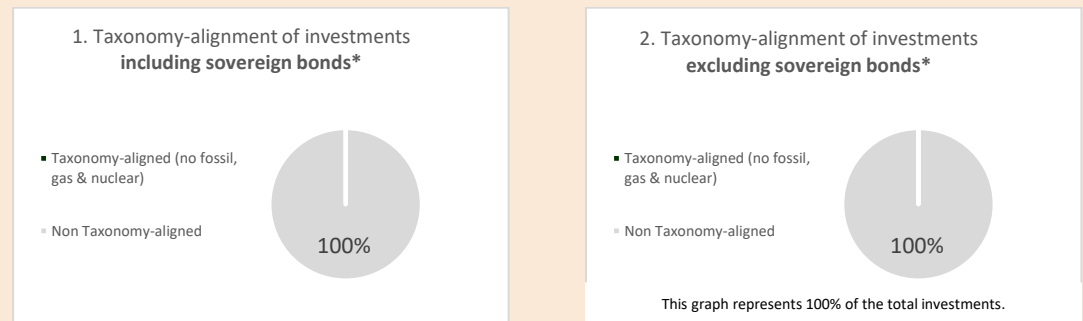 1. Taxonomy-alignment of investments
including sovereign bonds*
Taxonomy-aligned (no fossil,
gas & nuclear)
Non Taxonomy-aligned
100%
2. Taxonomy-alignment of investments
excluding sovereign bonds*
Taxonomy-aligned (no fossil,
gas & nuclear)
Non Taxonomy-aligned
100%
This graph represents 100% of the total investments.